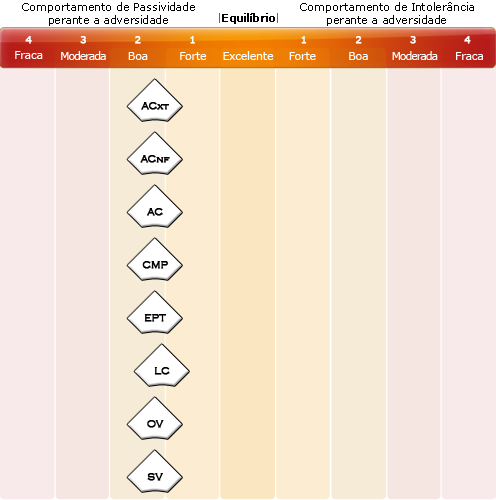 Comportamento de Passividade
perante a adversidade
|Equilíbrio|
Comportamento de Intolerância
perante a adversidade
4 3 2 1 1 2 3 4
Fraca Moderada Boa Forte Excelente Forte Boa Moderada Fraca
ACXT
ACNF
AC
CMP
EPT
LC
OV
SV